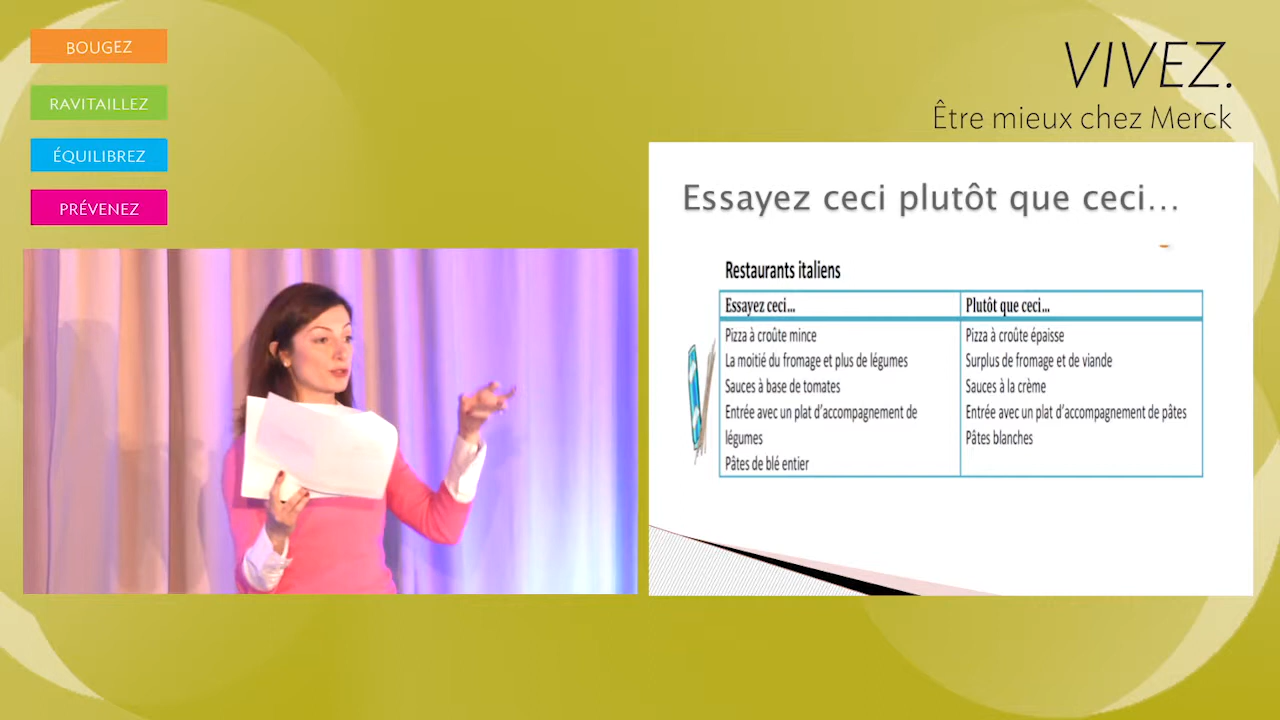 BOUGEZ
RAVITAILLEZ
ÉQUILIBREZ
PRÉVENEZ
VIVEZ.
Être mieux chez Merck
Essayez ceci plutôt que ceci...
Restaurants italiens
Essayez ceci...
Plutôt que ceci...
Pizza à croûte mince
La moitié du fromage et plus de légumes
Sauces à base de tomates
Entrée avec un plat d'accompagnement de
légumes
Pâtes de blé entier
Pizza à croûte épaisse
Surplus de fromage et de viande
Sauces à la crème
Entrée avec un plat d'accompagnement de pâtes
Pâtes blanches